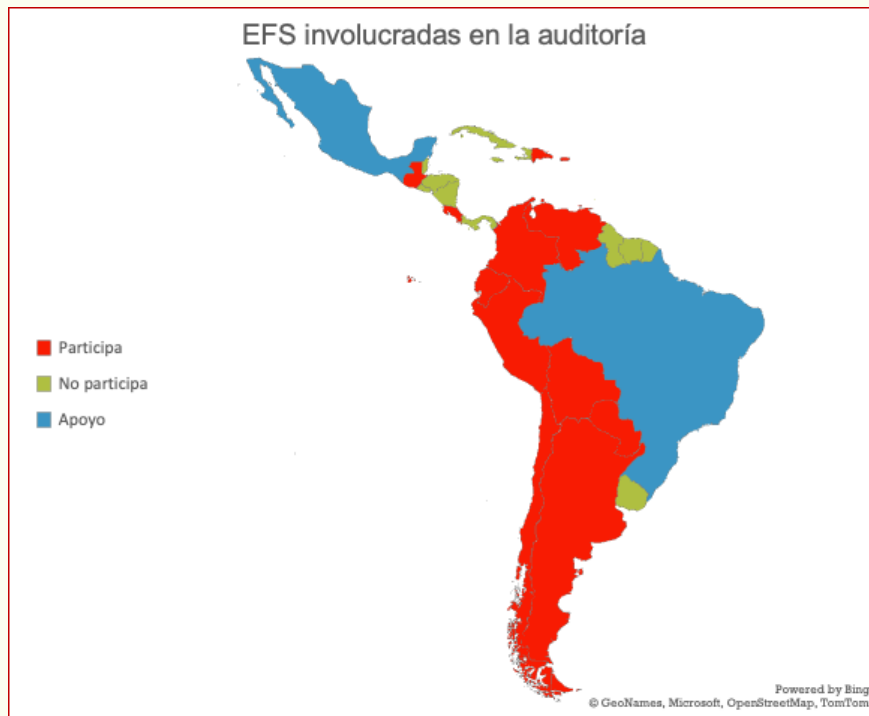 EFS involucradas en la auditoría
Participa
No participa
Apoyo
Powered by Bing
© GeoNames, Microsoft, OpenStreetMap, TomTom